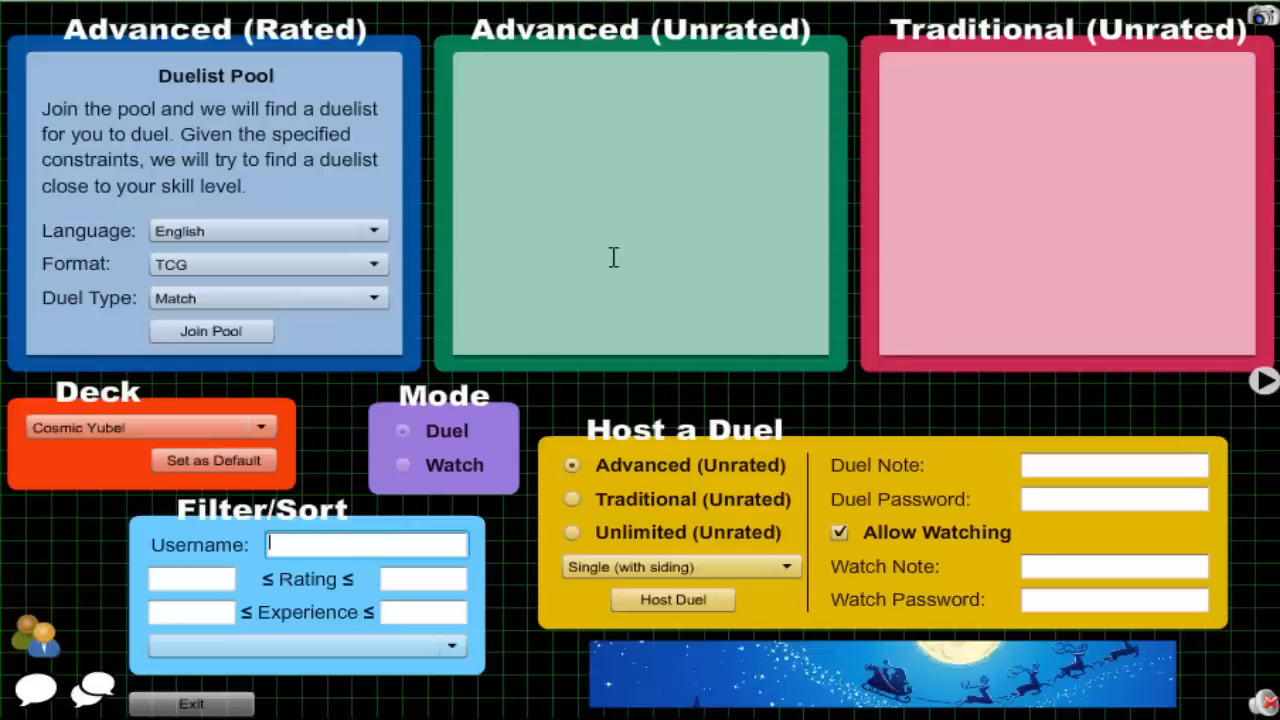 Advanced (Rated)
Advanced (Unrated)
Traditional (Unrated)
Duelist Pool
Join the pool and we will find a duelist
for you to duel. Given the specified
constraints, we will try to find a duelist
close to your skill level.
Language: English
Format: TCG
Duel Type: Match
Join Pool
Deck
Cosmic Yubel
Set as Default
Mode
Duel
Watch
Filter/Sort
Username:
≤ Rating ≤
≤ Experience ≤
Exit
Host a Duel
Advanced (Unrated)
Traditional (Unrated)
Unlimited (Unrated)
Single (with siding)
Host Duel
Duel Note:
Duel Password:
Allow Watching
Watch Note:
Watch Password: